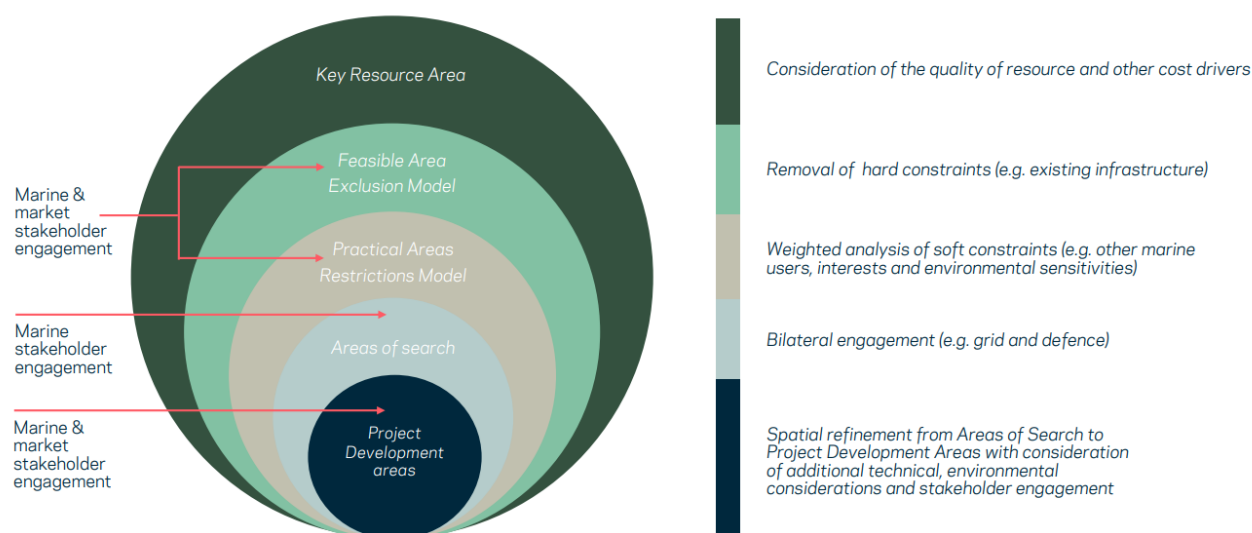 Key Resource Area
Feasible Area
Exclusion Model
Practical Areas
Restrictions Model
Areas of search
Project
Development
areas
Marine &
market
stakeholder
engagement
Marine
stakeholder
engagement
Marine &
market
stakeholder
engagement
Consideration of the quality of resource and other cost drivers
Removal of hard constraints (e.g. existing infrastructure)
Weighted analysis of soft constraints (e.g. other marine
users, interests and environmental sensitivities)
Bilateral engagement (e.g. grid and defence)
Spatial refinement from Areas of Search to
Project Development Areas with consideration
of additional technical, environmental
considerations and stakeholder engagement